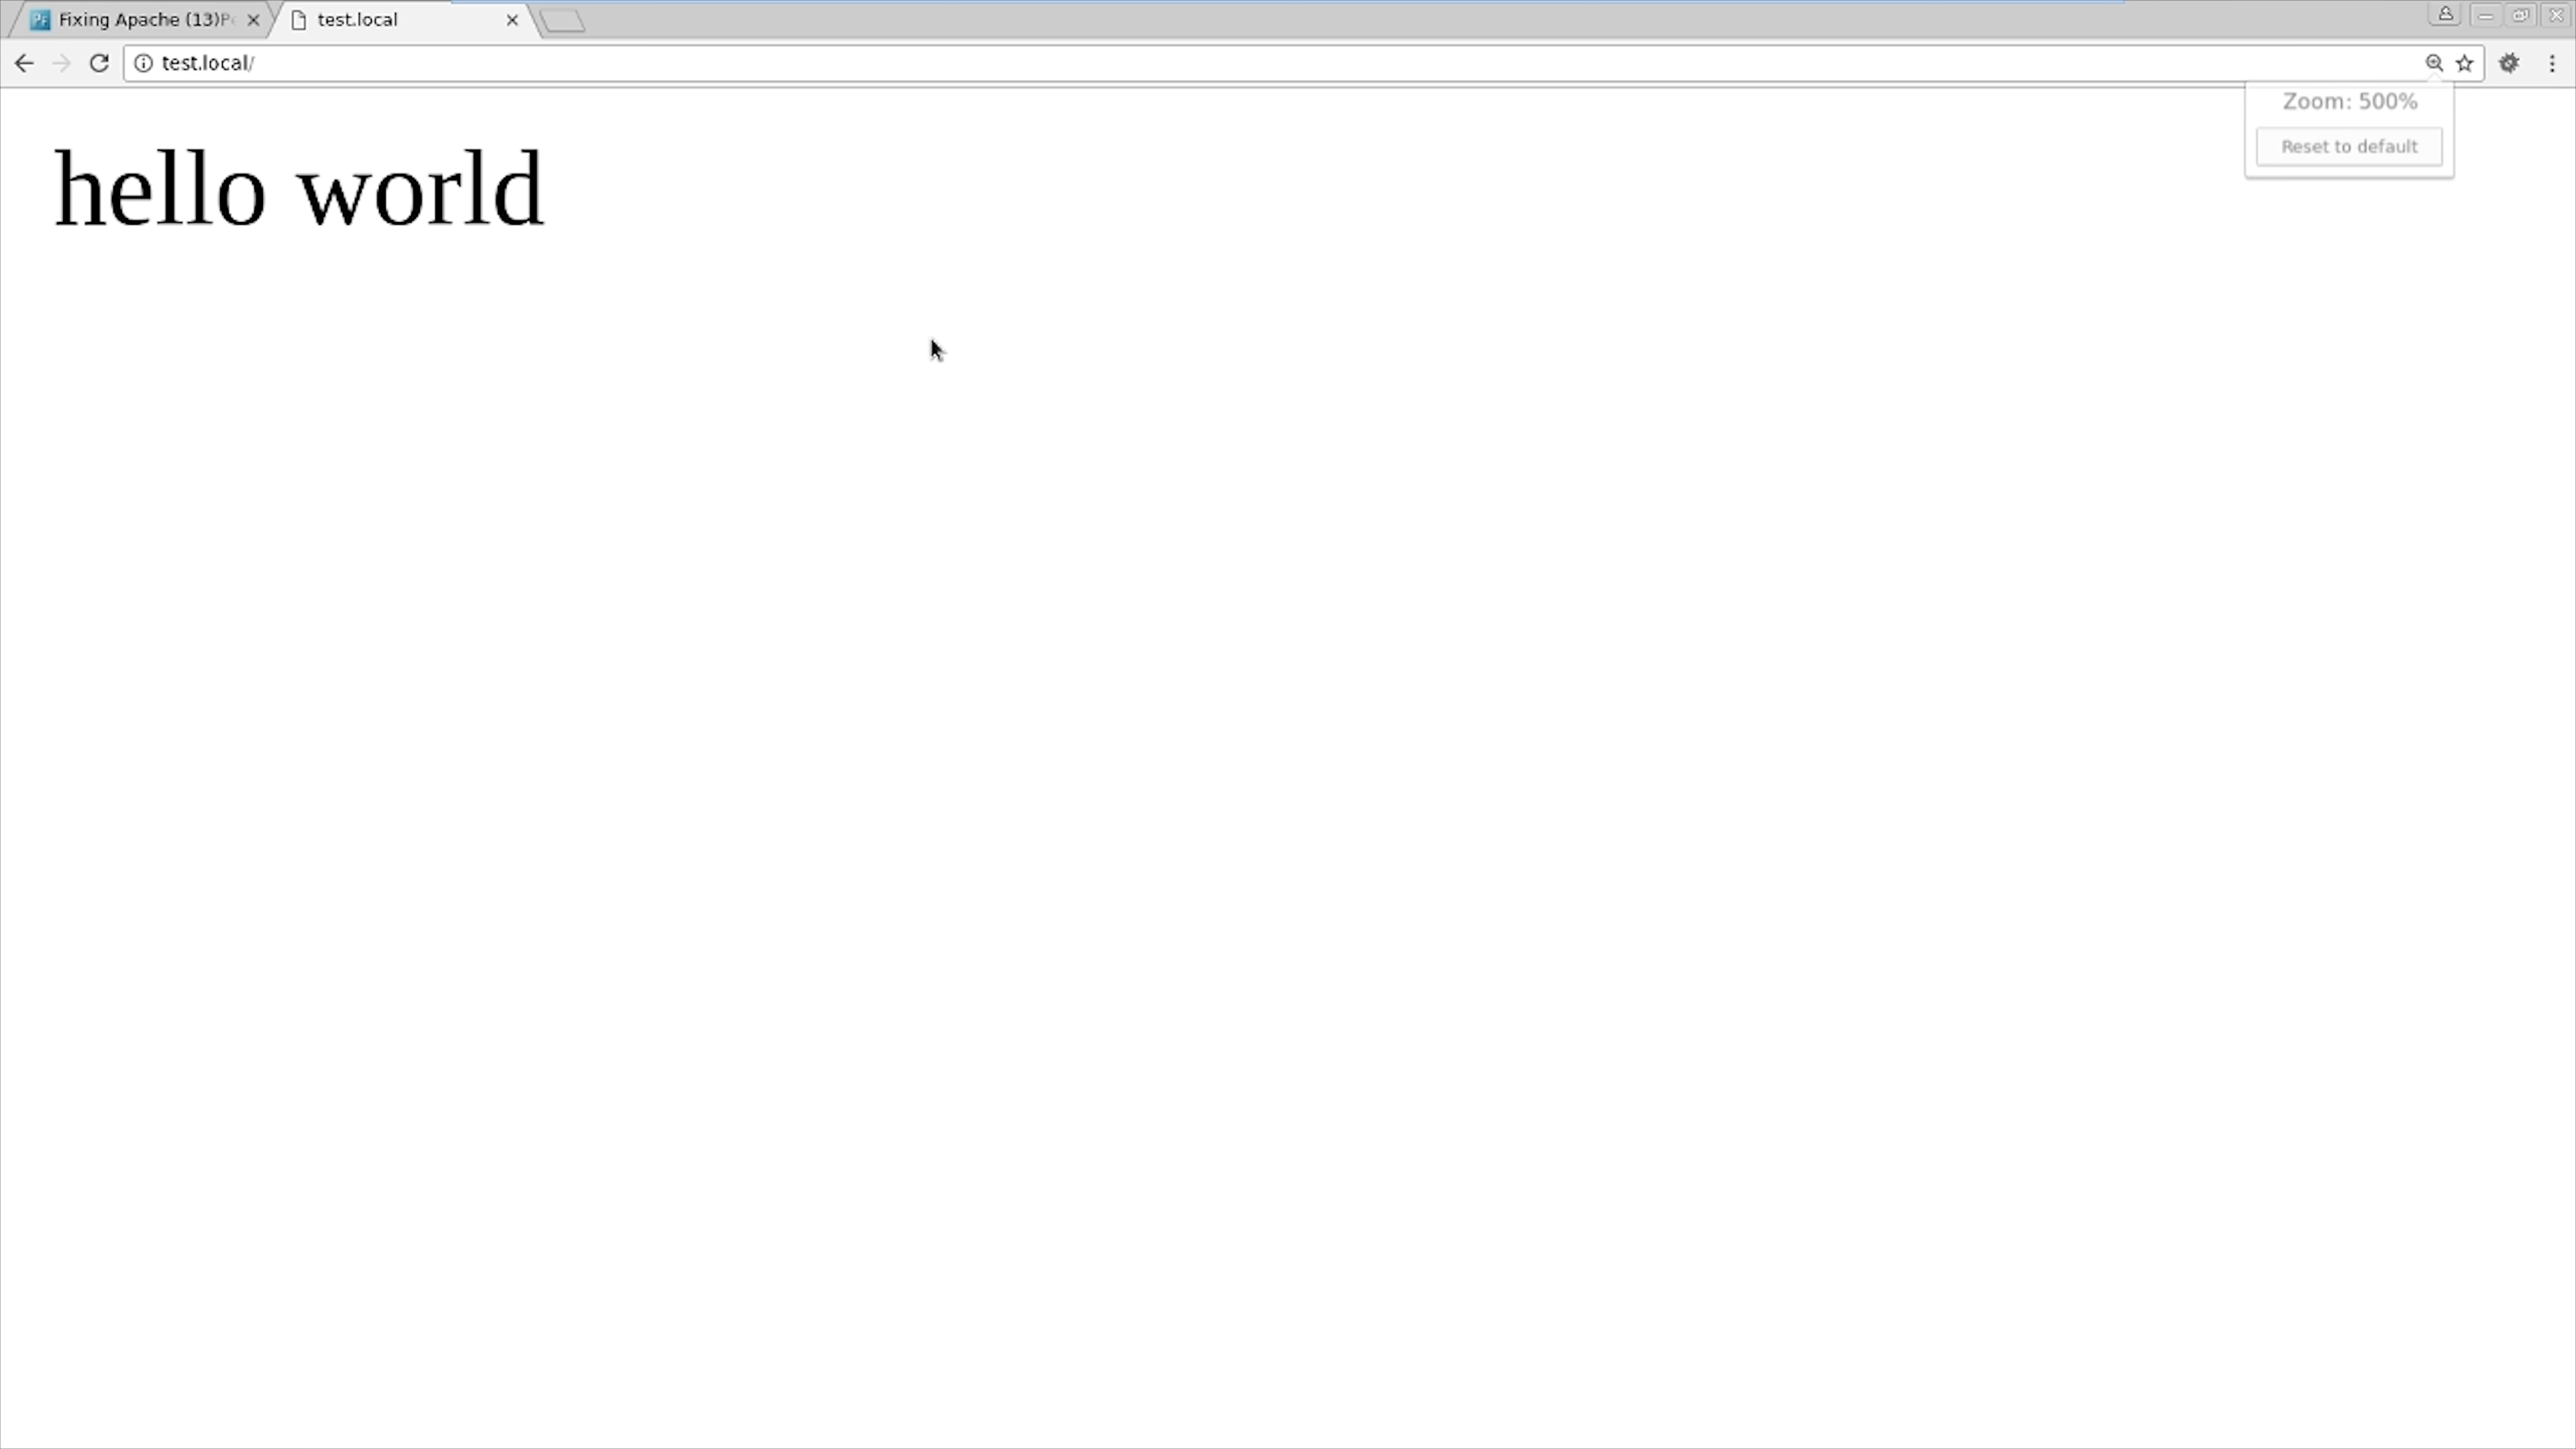 Fixing Apache (13)P
test.local
test.local/
Zoom: 500%
Reset to default
hello world